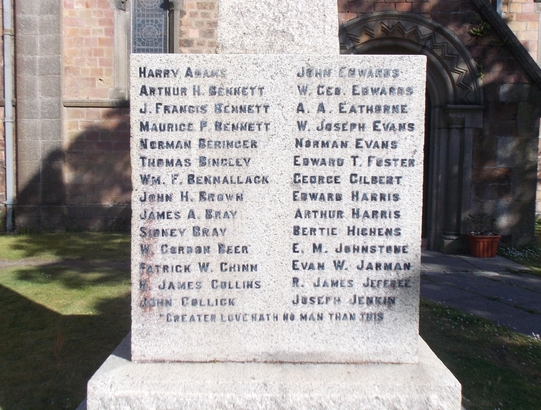 HARRY ADAMS JOHN EDWARDS
ARTHUR H. BENNETT W. GEO. EDWARDS
J. FRANCIS BENNETT A. A. EATHORNE
MAURICE P. BENNETT W. JOSEPH EVANS
NORMAN BERINGER NORMAN EVANS
THOMAS BINGLEY EDWARD T. FOSTER
WM. F. BENNALLACK GEORGE GILBERT
JOHN H. BROWN EDWARD HARRIS
JAMES A. BRAY ARTHUR HARRIS
SIDNEY BRAY BERTIE HICHENS
W. GORDON BEER E. M. JOHNSTONE
PATRICK W. CHINN EVAN W. JARMAN
JAMES COLLINS R. JAMES JEFFREE
JOHN COLLICK JOSEPH JENKIN
"GREATER LOVE HATH NO MAN THAN THIS